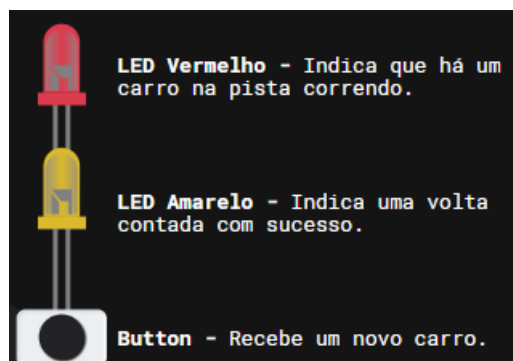 LED Vermelho - Indica que há um
carro na pista correndo.
LED Amarelo - Indica uma volta
contada com sucesso.
Button - Recebe um novo carro.